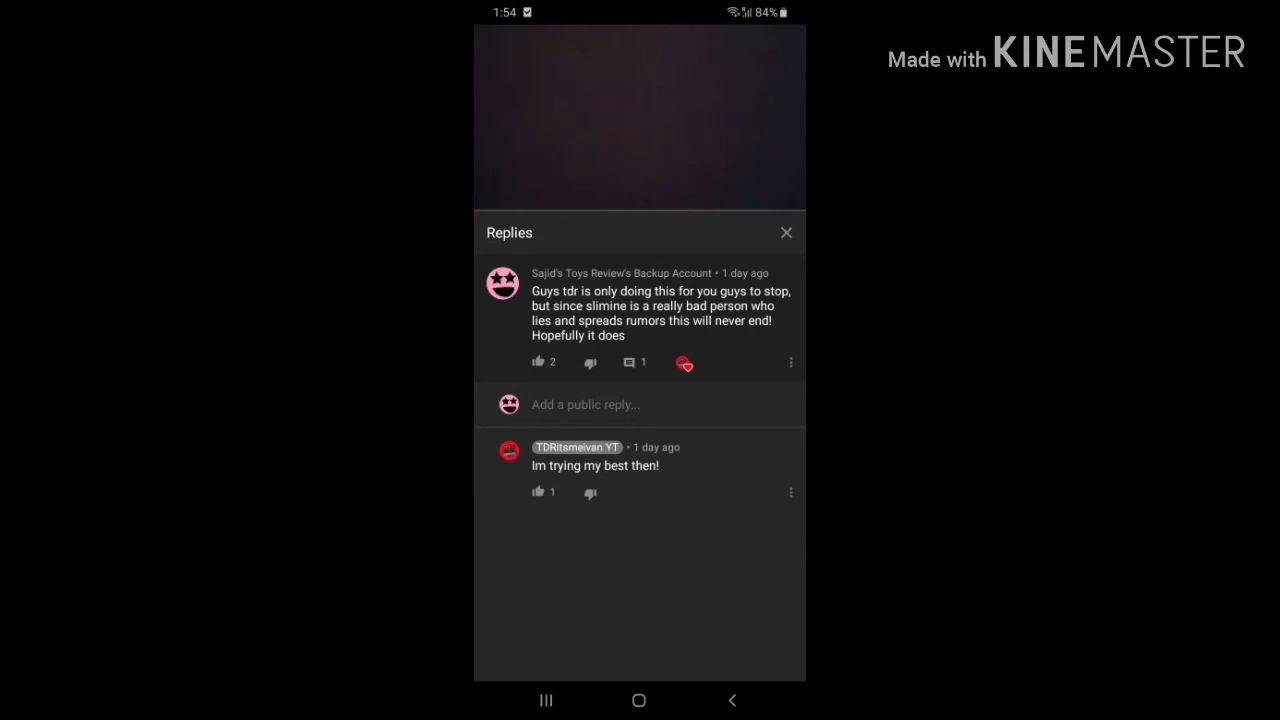 1:54
84%
Made with KINEMASTER
Replies
Sajid's Toys Review's Backup Account • 1 day ago
Guys tdr is only doing this for you guys to stop,
but since slimine is a really bad person who
lies and spreads rumors this will never end!
Hopefully it does
2
1
Add a public reply...
TDRitsmeivan YT • 1 day ago
Im trying my best then!
1